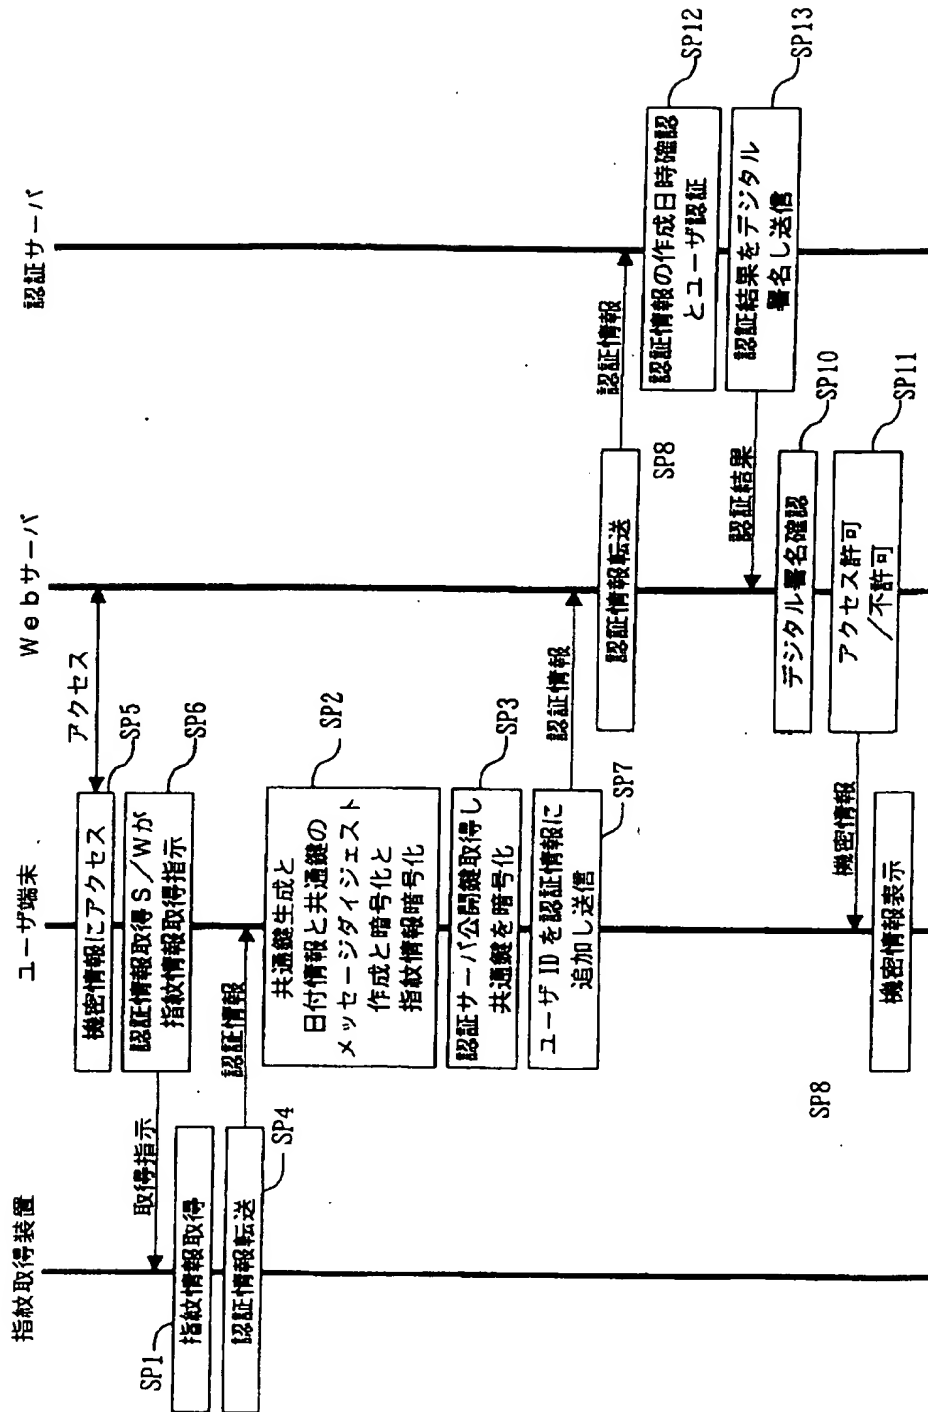 指紋取得装置
ユーザ端末
Webサーバ
認証サーバ
機密情報にアクセス
SP5
アクセス
認証情報取得S/Wが
指紋情報取得指示
SP6
取得指示
SP1
指紋情報取得
認証情報転送
SP4
認証情報
共通鍵生成と
日付情報と共通鍵の
メッセージダイジェスト
作成と暗号化と
指紋情報暗号化
SP2
認証サーバ公開鍵取得し
共通鍵を暗号化
SP3
ユーザIDを認証情報に
追加し送信
SP7
認証情報
認証情報転送
SP8
認証情報
認証情報の作成日時確認
とユーザ認証
SP12
認証結果をデジタル
署名し送信
SP13
認証結果
デジタル署名確認
SP10
アクセス許可
/不許可
SP11
機密情報
機密情報表示
SP8